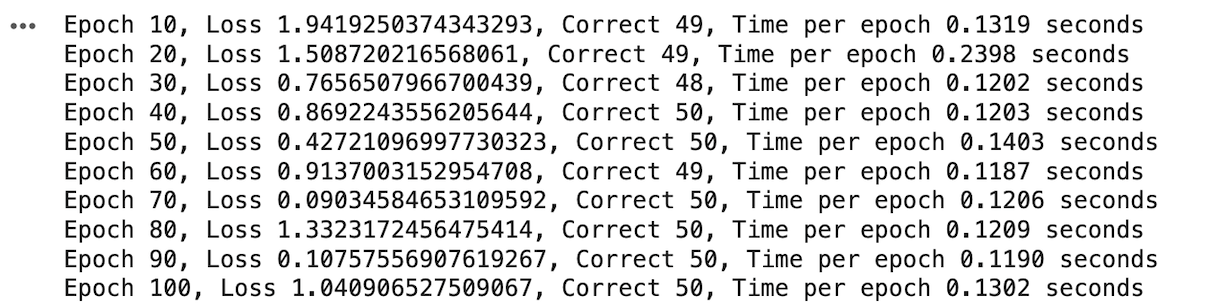 Epoch 10, Loss 1.9419250374343293, Correct 49, Time per epoch 0.1319 seconds
Epoch 20, Loss 1.508720216568061, Correct 49, Time per epoch 0.2398 seconds
Epoch 30, Loss 0.7656507966700439, Correct 48, Time per epoch 0.1202 seconds
Epoch 40, Loss 0.8692243556205644, Correct 50, Time per epoch 0.1203 seconds
Epoch 50, Loss 0.42721096997730323, Correct 50, Time per epoch 0.1403 seconds
Epoch 60, Loss 0.9137003152954708, Correct 49, Time per epoch 0.1187 seconds
Epoch 70, Loss 0.09034584653109592, Correct 50, Time per epoch 0.1206 seconds
Epoch 80, Loss 1.3323172456475414, Correct 50, Time per epoch 0.1209 seconds
Epoch 90, Loss 0.10757556907619267, Correct 50, Time per epoch 0.1190 seconds
Epoch 100, Loss 1.040906527509067, Correct 50, Time per epoch 0.1302 seconds